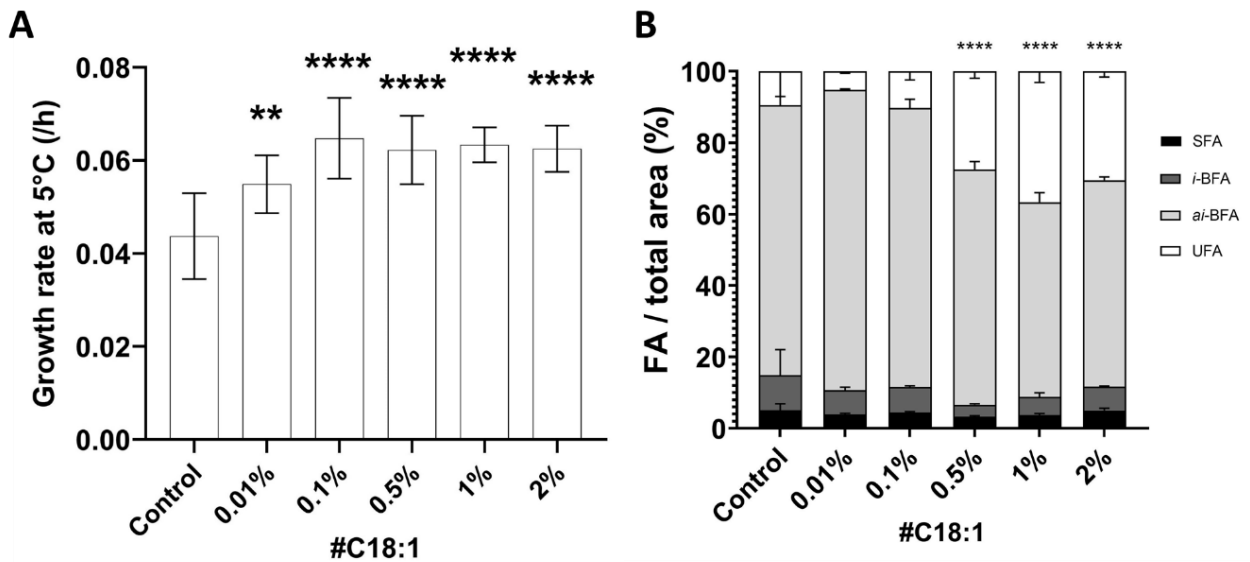 A
Growth rate at 5°C (/h)
0.08
0.06
0.04
0.02
0.00
**
****
****
****
****
Control
0.01%
0.1%
0.5%
1%
2%
#C18:1
B
FA / total area (%)
100
80
60
40
20
0
**** **** ****
Control
0.01%
0.1%
0.5%
1%
2%
#C18:1
SFA
i-BFA
ai-BFA
UFA